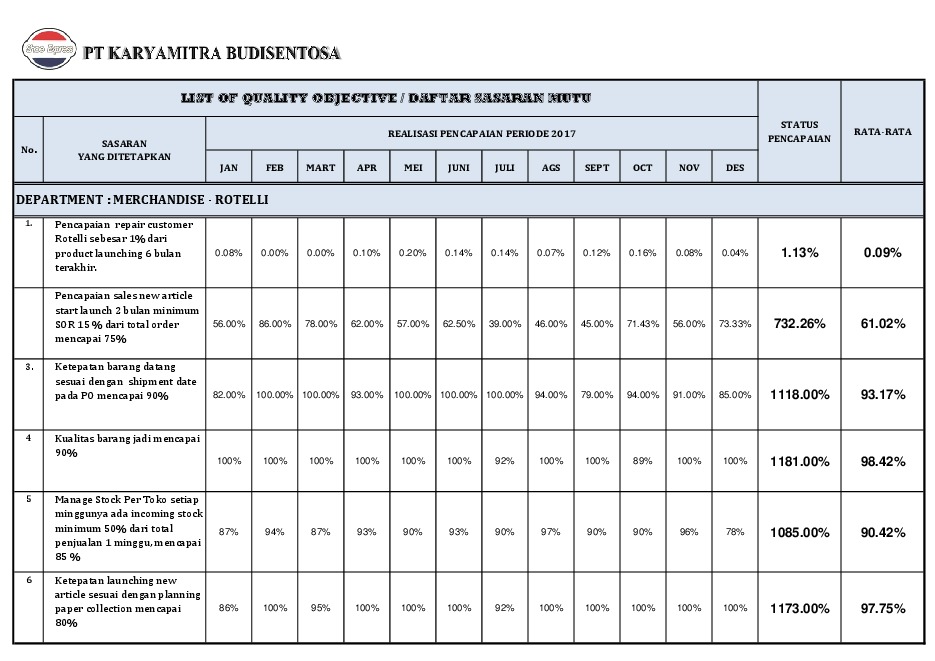 Shoe Express
PT KARYAMITRA BUDISENTOSA
LIST OF QUALITY OBJECTIVE / DAFTAR SASARAN MUTU
STATUS
PENCAPAIAN
RATA-RATA
No.
SASARAN
YANG DITETAPKAN
REALISASI PENCAPAIAN PERIODE 2017
JAN FEB MART APR MEI JUNI JULI AGS SEPT OCT NOV DES
DEPARTMENT : MERCHANDISE - ROTELLI
1.
Pencapaian repair customer
Rotelli sebesar 1% dari
product launching 6 bulan
terakhir.
0.08% 0.00% 0.00% 0.10% 0.20% 0.14% 0.14% 0.07% 0.12% 0.16% 0.08% 0.04% 1.13% 0.09%
Pencapaian sales new article
start launch 2 bulan minimum
SOR 15 % dari total order
mencapai 75%
56.00% 86.00% 78.00% 62.00% 57.00% 62.50% 39.00% 46.00% 45.00% 71.43% 56.00% 73.33% 732.26% 61.02%
3.
Ketepatan barang datang
sesuai dengan shipment date
pada PO mencapai 90%
82.00% 100.00% 100.00% 93.00% 100.00% 100.00% 100.00% 94.00% 79.00% 94.00% 91.00% 85.00% 1118.00% 93.17%
4
Kualitas barang jadi mencapai
90%
100% 100% 100% 100% 100% 100% 92% 100% 100% 89% 100% 100% 1181.00% 98.42%
5
Manage Stock Per Toko setiap
minggunya ada incoming stock
minimum 50% dari total
penjualan 1 minggu, mencapai
85 %
87% 94% 87% 93% 90% 93% 90% 97% 90% 90% 96% 78% 1085.00% 90.42%
6
Ketepatan launching new
article sesuai dengan planning
paper collection mencapai
80%
86% 100% 95% 100% 100% 100% 92% 100% 100% 100% 100% 100% 1173.00% 97.75%